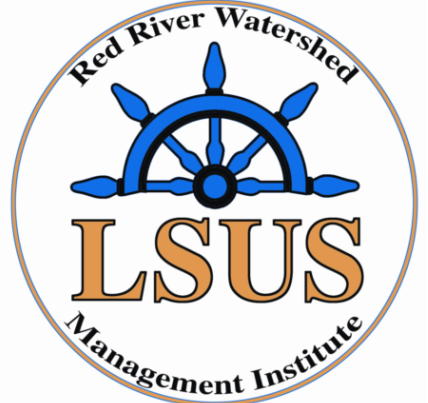 Red River Watershed
LSUS
Management Institute